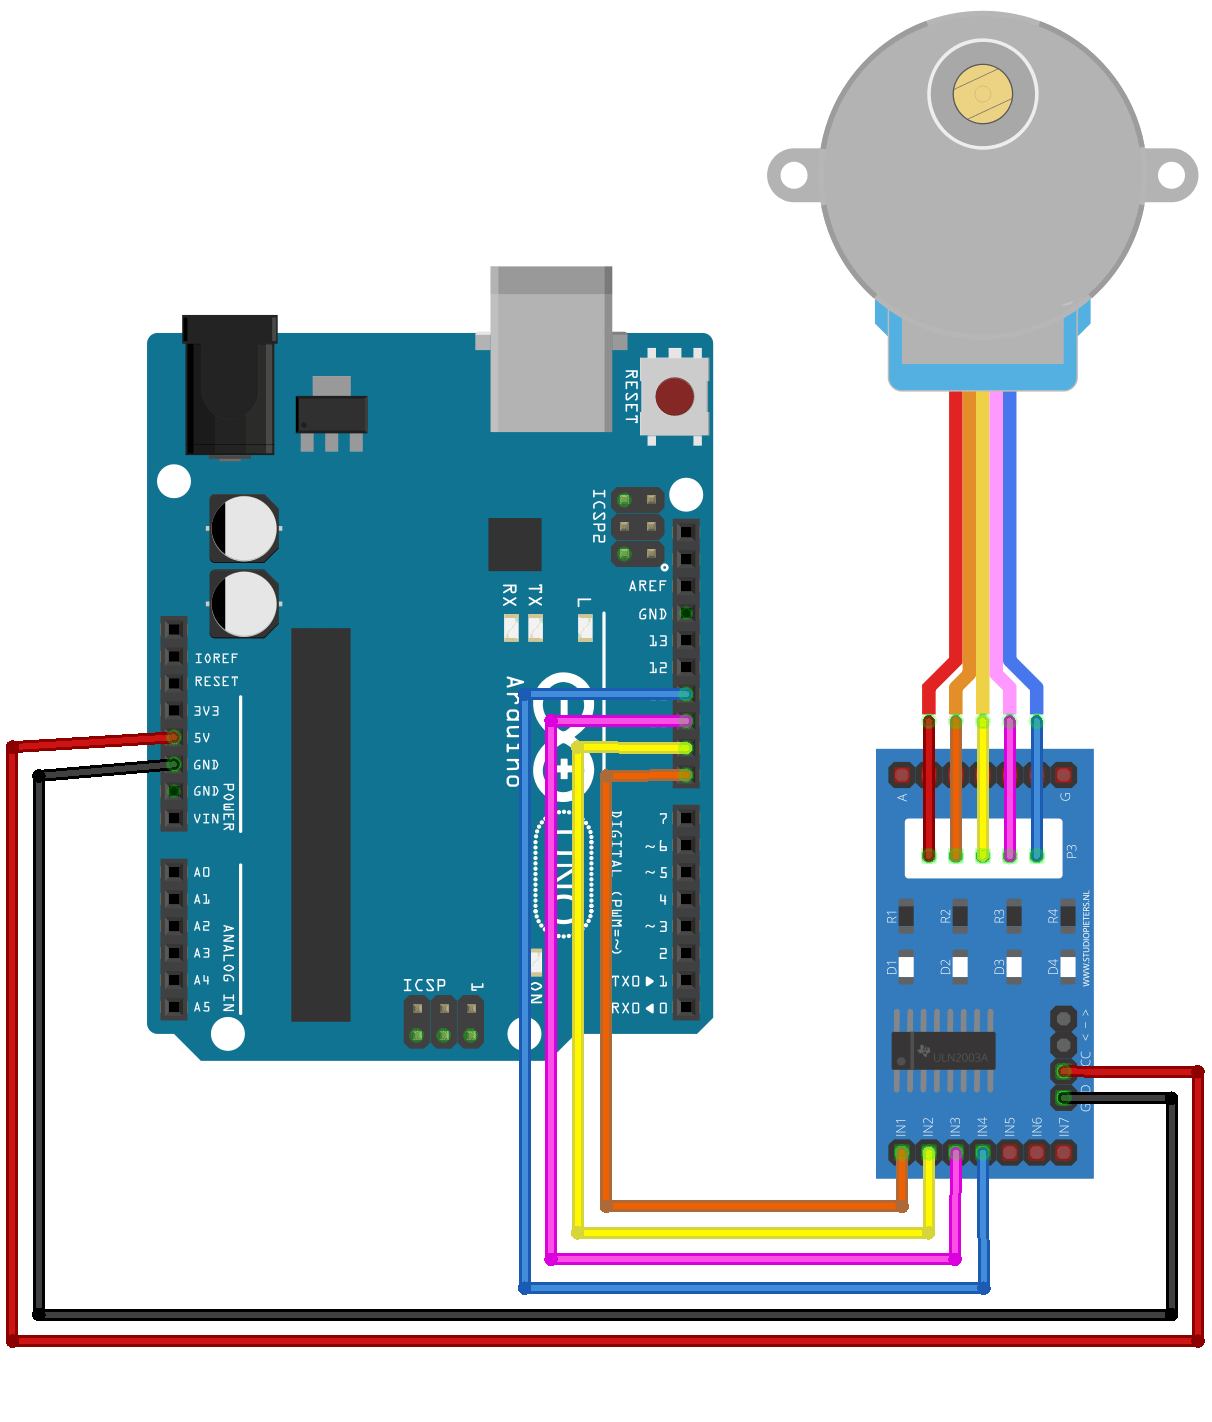 RESET
ICSP2
AREF
GND
13
12
RX
TX
L
IOREF
RESET
3V3
5V
GND
GND
VIN
POWER
Arduino
7
~6
~5
4
~3
2
TX0▶1
RX0◀0
DIGITAL (PWM=~)
A0
A1
A2
A3
A4
A5
ANALOG IN
ICSP
1
ON
A
G
P3
R1
R2
R3
R4
D1
D2
D3
D4
WWW.STUDIOPIETERS.NL
ULN2003A
< - >
IN1
IN2
IN3
IN4
IN5
IN6
IN7